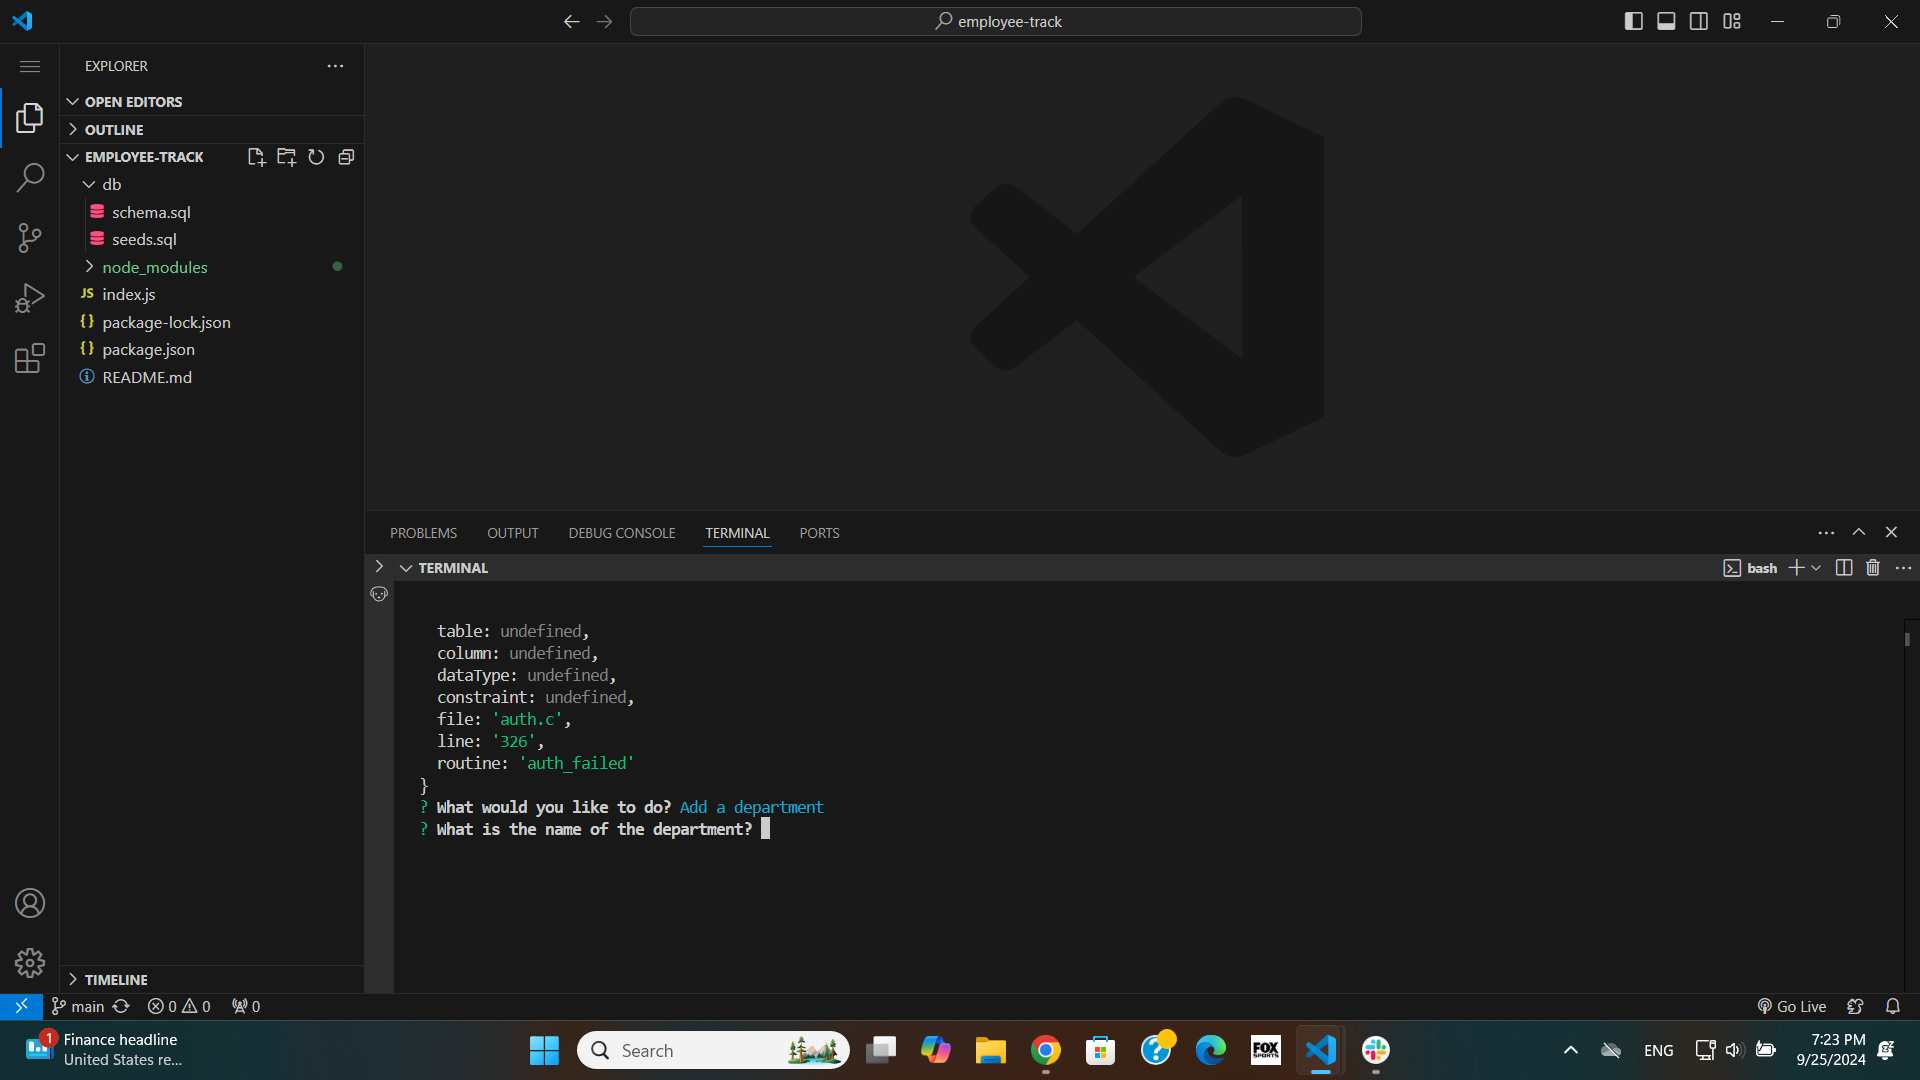 employee-track
EXPLORER
OPEN EDITORS
OUTLINE
EMPLOYEE-TRACK
db
schema.sql
seeds.sql
node_modules
JS index.js
{} package-lock.json
{} package.json
README.md
TIMELINE
PROBLEMS OUTPUT DEBUG CONSOLE TERMINAL PORTS
TERMINAL
bash
table: undefined,
column: undefined,
dataType: undefined,
constraint: undefined,
file: 'auth.c',
line: '326',
routine: 'auth_failed'
}
? What would you like to do? Add a department
? What is the name of the department?
main 0 0 0
Go Live
1
Finance headline
United States re...
Search
FOX
SPORTS
ENG
7:23 PM
9/25/2024